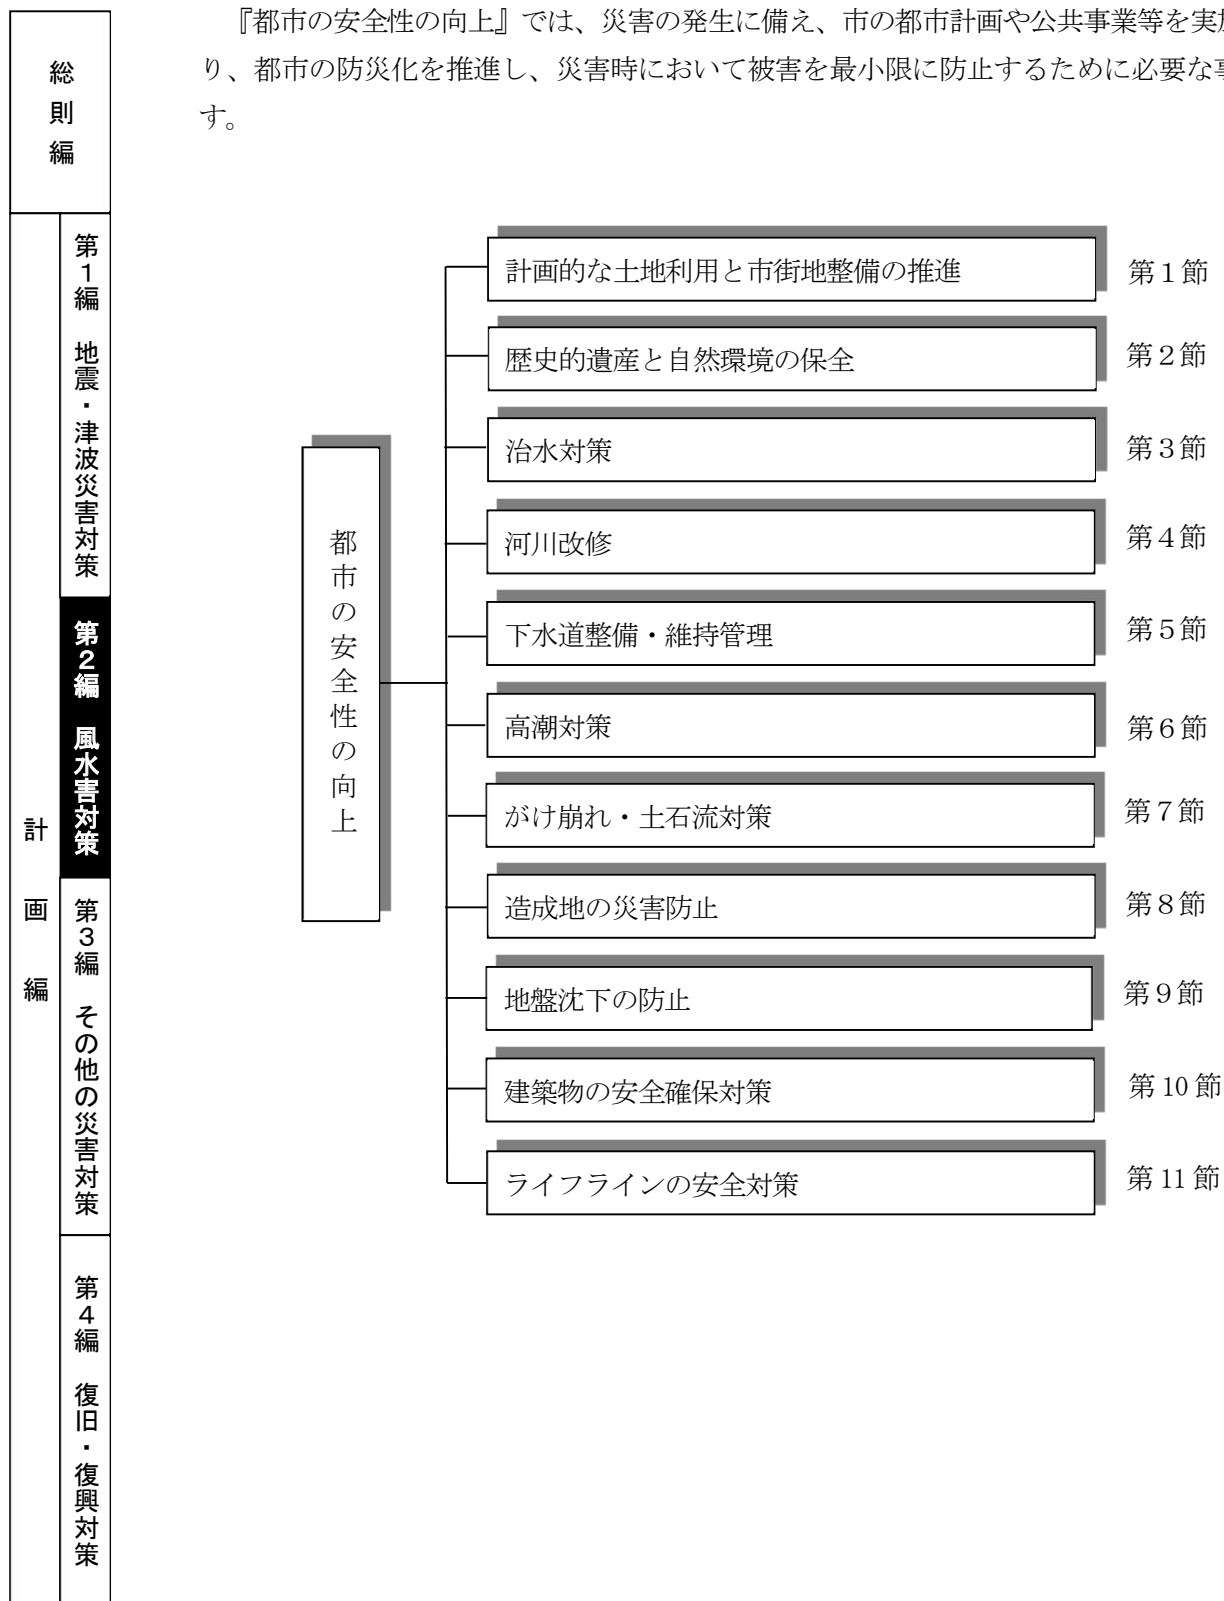 『都市の安全性の向上』では、災害の発生に備え、市の都市計画や公共事業等を実
り、都市の防災化を推進し、災害時において被害を最小限に防止するために必要な
す。
総則編
計画編
第1編 地震・津波災害対策
第2編 風水害対策
第3編 その他の災害対策
第4編 復旧・復興対策
都市の安全性の向上
計画的な土地利用と市街地整備の推進 第1節
歴史的遺産と自然環境の保全 第2節
治水対策 第3節
河川改修 第4節
下水道整備・維持管理 第5節
高潮対策 第6節
がけ崩れ・土石流対策 第7節
造成地の災害防止 第8節
地盤沈下の防止 第9節
建築物の安全確保対策 第10節
ライフラインの安全対策 第11節